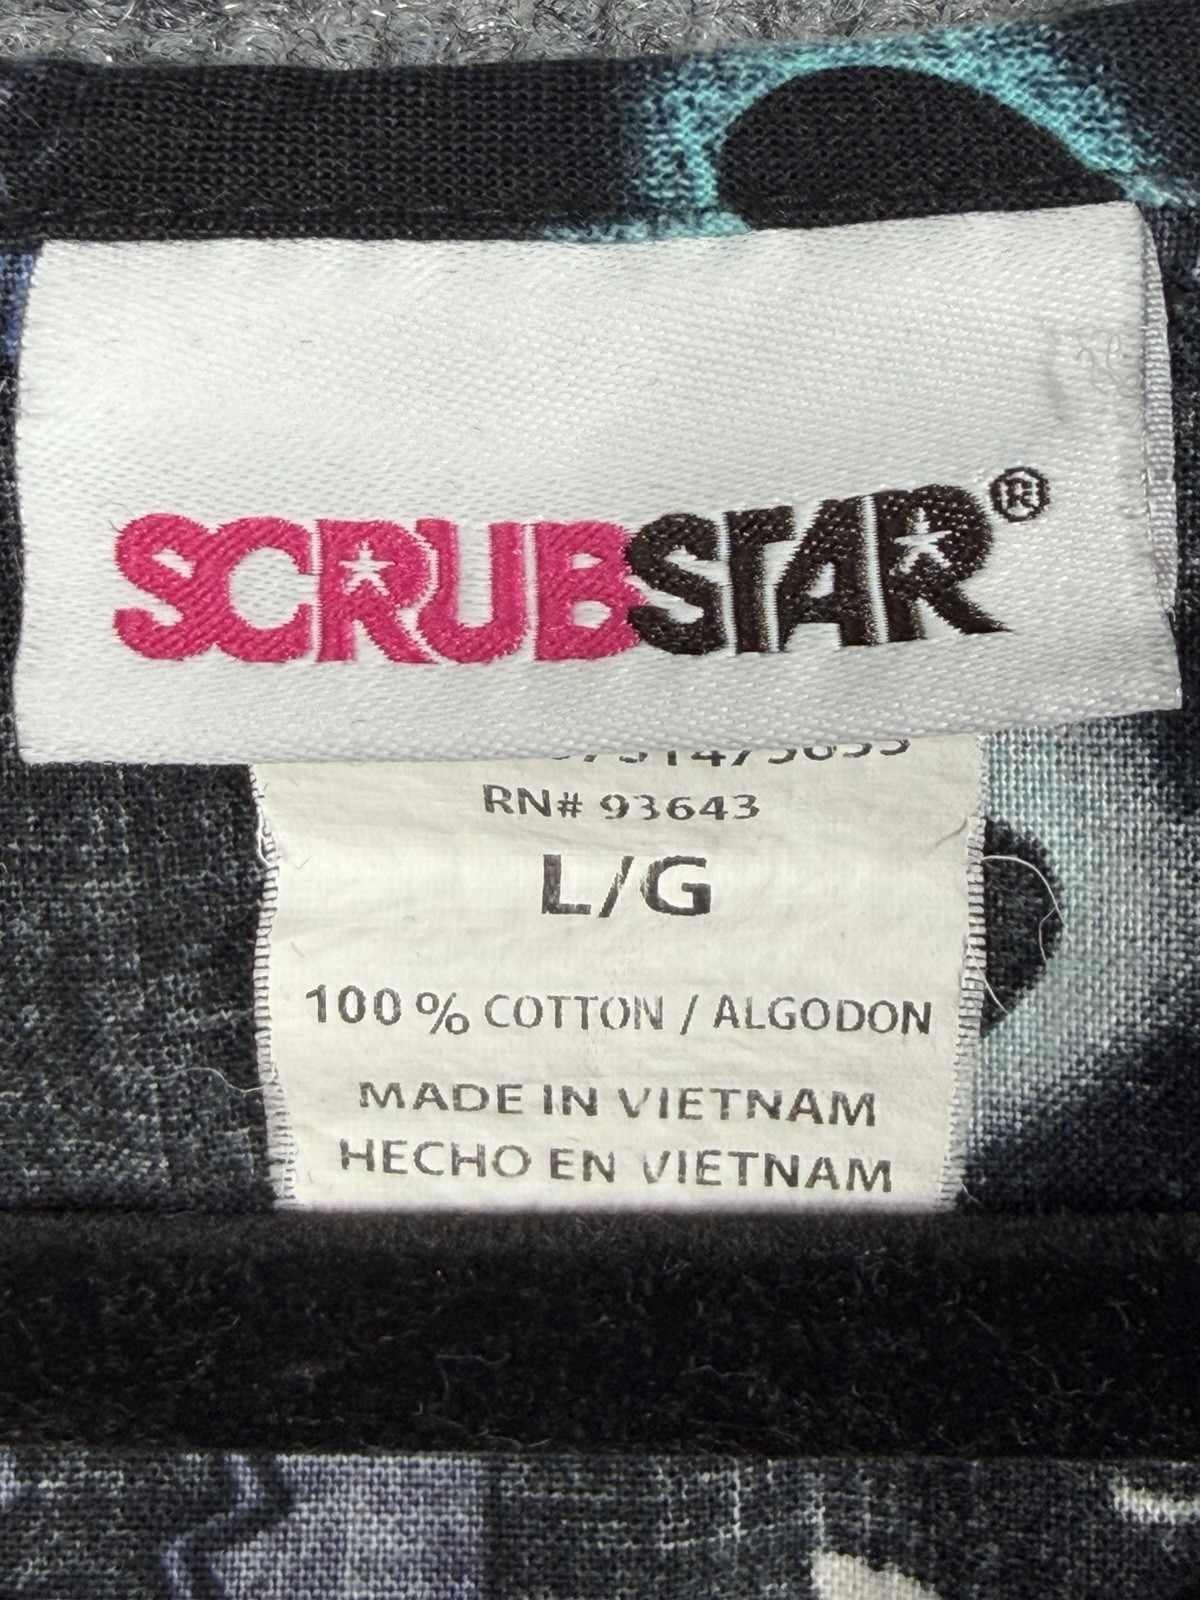 SCRUBSTAR®
RN# 93643
L/G
100% COTTON / ALGODON
MADE IN VIETNAM
HECHO EN VIETNAM